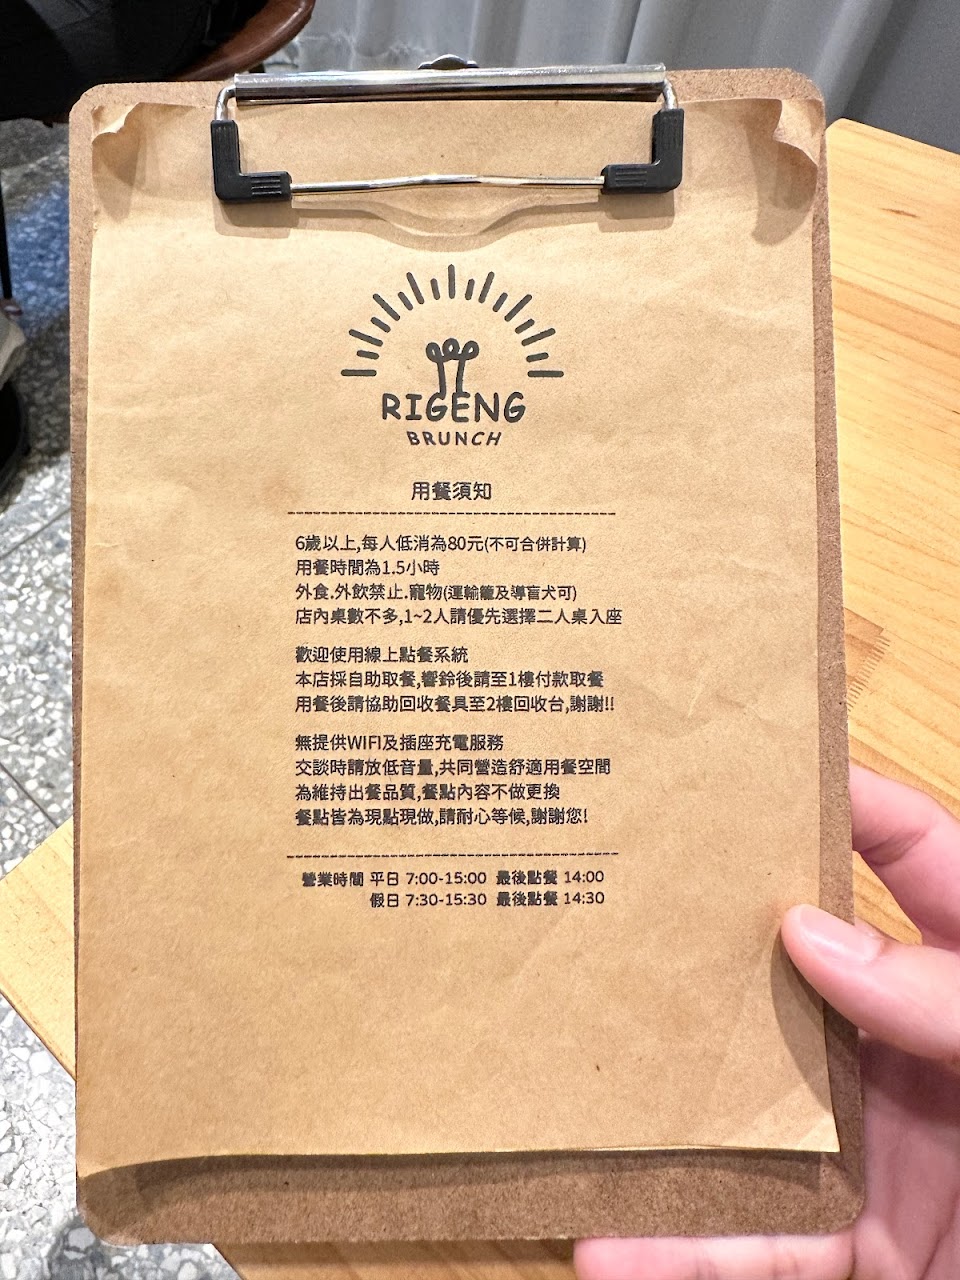 RIGENG
BRUNCH
用餐須知
6歲以上,每人低消為80元(不可合併計算)
用餐時間為1.5小時
外食.外飲禁止.寵物(運輸籠及導盲犬可)
店內桌數不多,1~2人請優先選擇二人桌入座
歡迎使用線上點餐系統
本店採自助取餐,響鈴後請至1樓付款取餐
用餐後請協助回收餐具至2樓回收台,謝謝!!
無提供WIFI及插座充電服務
交談時請放低音量,共同營造舒適用餐空間
為維持出餐品質,餐點內容不做更換
餐點皆為現點現做,請耐心等候,謝謝您!
營業時間 平日 7:00-15:00 最後點餐 14:00
假日 7:30-15:30 最後點餐 14:30